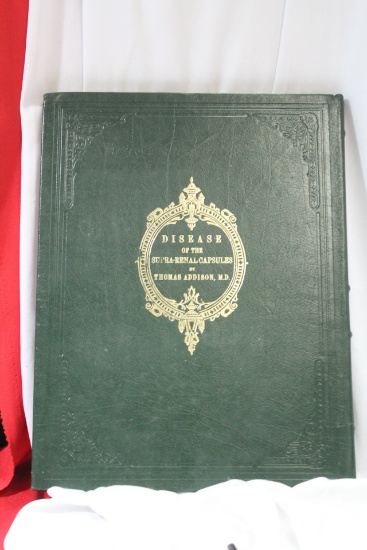 DISEASE
OF THE
SUPRA-RENAL CAPSULES
BY
THOMAS ADDISON, M.D.